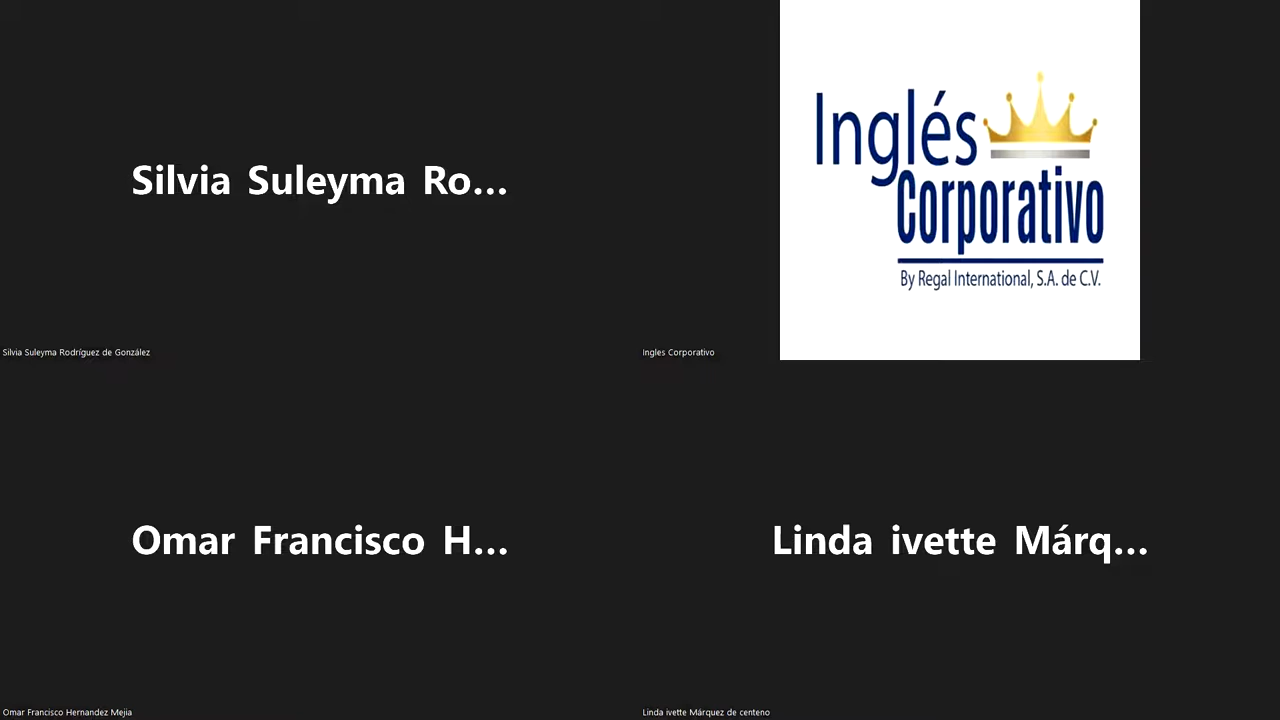 Silvia Suleyma Ro...
Silvia Suleyma Rodríguez de González
Inglés
Corporativo
By Regal International, S.A. de C.V.
Ingles Corporativo
Omar Francisco H...
Omar Francisco Hernandez Mejia
Linda ivette Márq...
Linda ivette Márquez de centeno